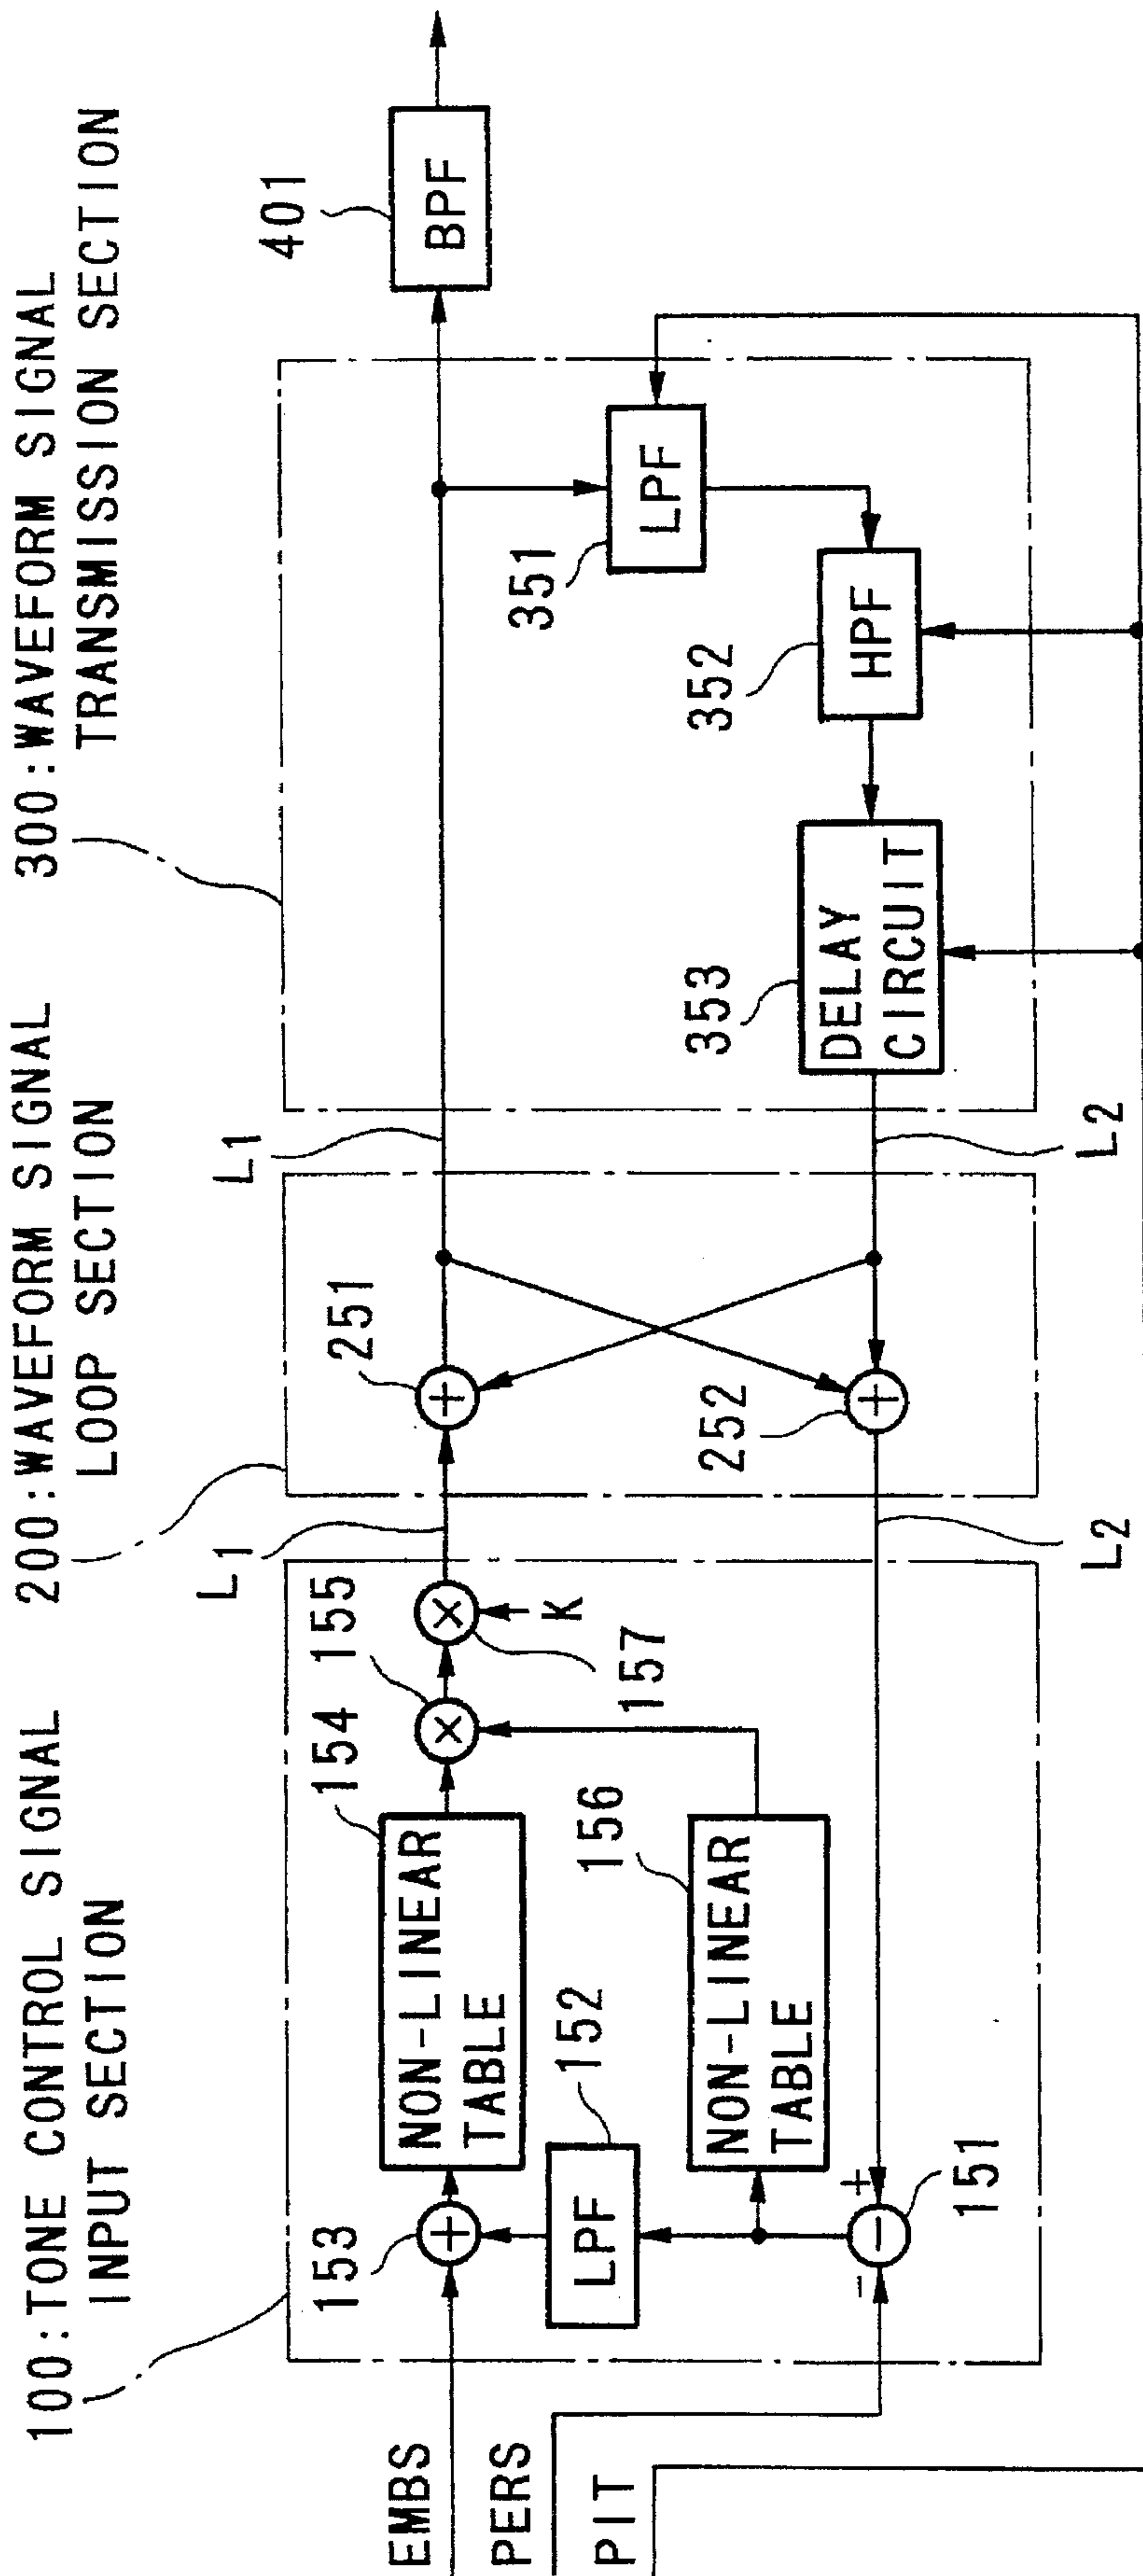 100:TONE CONTROL SIGNAL
INPUT SECTION
200:WAVEFORM SIGNAL
LOOP SECTION
300:WAVEFORM SIGNAL
TRANSMISSION SECTION
EMBS
PERS
PIT
153
+
NON-LINEAR
TABLE
154
×
155
×
157
K
L1
LPF
152
NON-LINEAR
TABLE
156
+
−
−
151
L2
251
+
252
+
L1
L2
353
DELAY
CIRCUIT
352
HPF
351
LPF
401
BPF